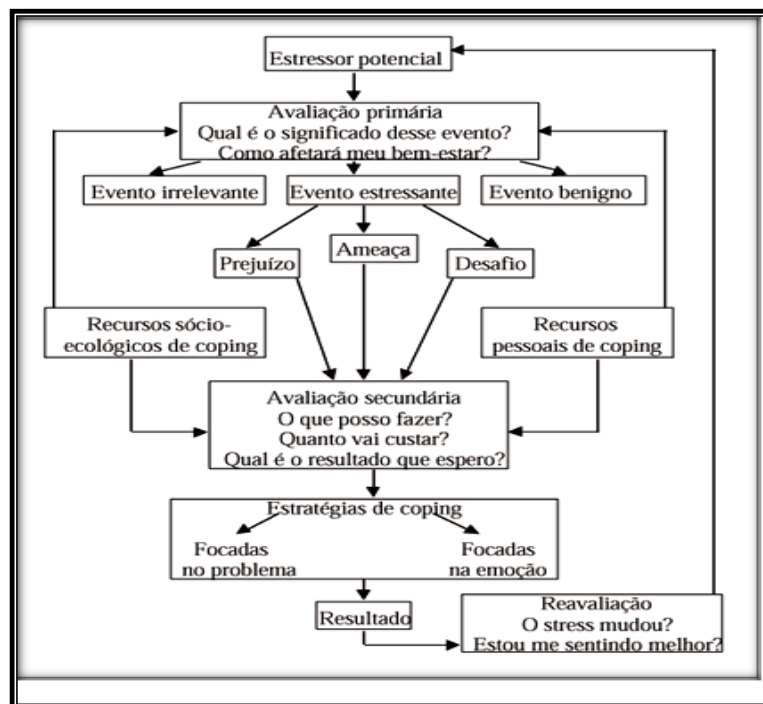 Estressor potencial
Avaliação primária
Qual é o significado desse evento?
Como afetará meu bem-estar?
Evento irrelevante
Evento estressante
Evento benigno
Prejuízo
Ameaça
Desafio
Recursos sócio-
ecológicos de coping
Recursos
pessoais de coping
Avaliação secundária
O que posso fazer?
Quanto vai custar?
Qual é o resultado que espero?
Estratégias de coping
Focadas
no problema
Focadas
na emoção
Resultado
Reavaliação
O stress mudou?
Estou me sentindo melhor?